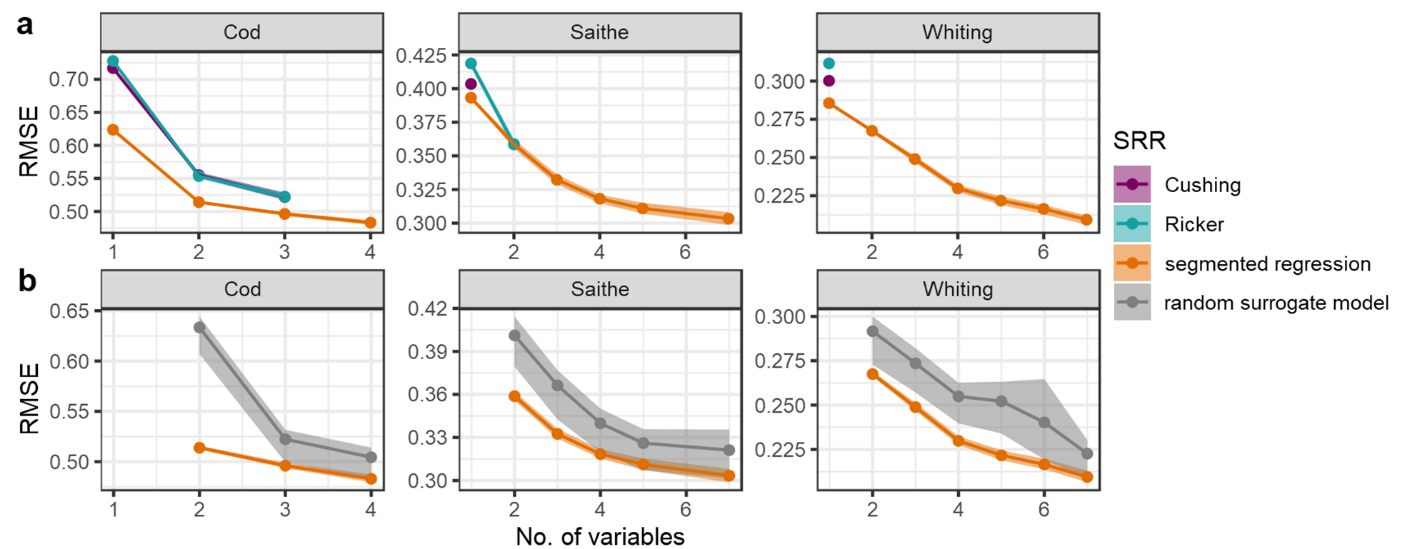 a
Cod
Saithe
Whiting
RMSE
0.70
0.65
0.60
0.55
0.50
1 2 3 4
0.425
0.400
0.375
0.350
0.325
0.300
2 4 6
0.300
0.275
0.250
0.225
2 4 6
SRR
Cushing
Ricker
segmented regression
random surrogate model
b
Cod
Saithe
Whiting
RMSE
0.65
0.60
0.55
0.50
1 2 3 4
0.42
0.39
0.36
0.33
0.30
2 4 6
0.300
0.275
0.250
0.225
2 4 6
No. of variables